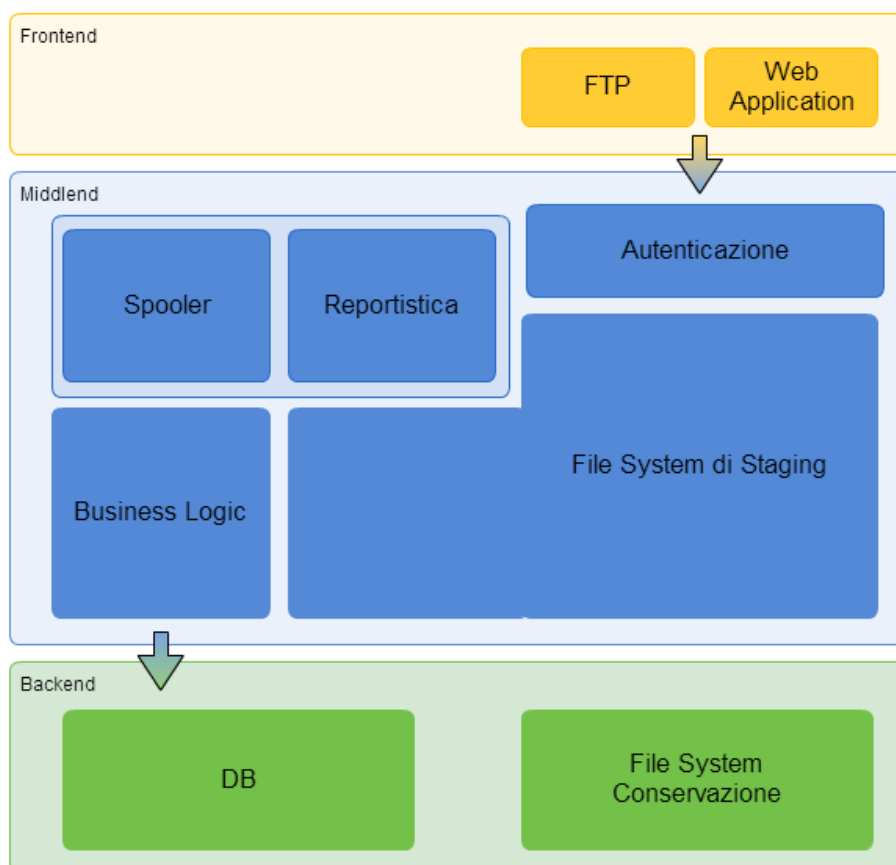 Frontend
FTP
Web
Application
Middlend
Autenticazione
Spooler
Reportistica
File System di Staging
Business Logic
Backend
DB
File System
Conservazione